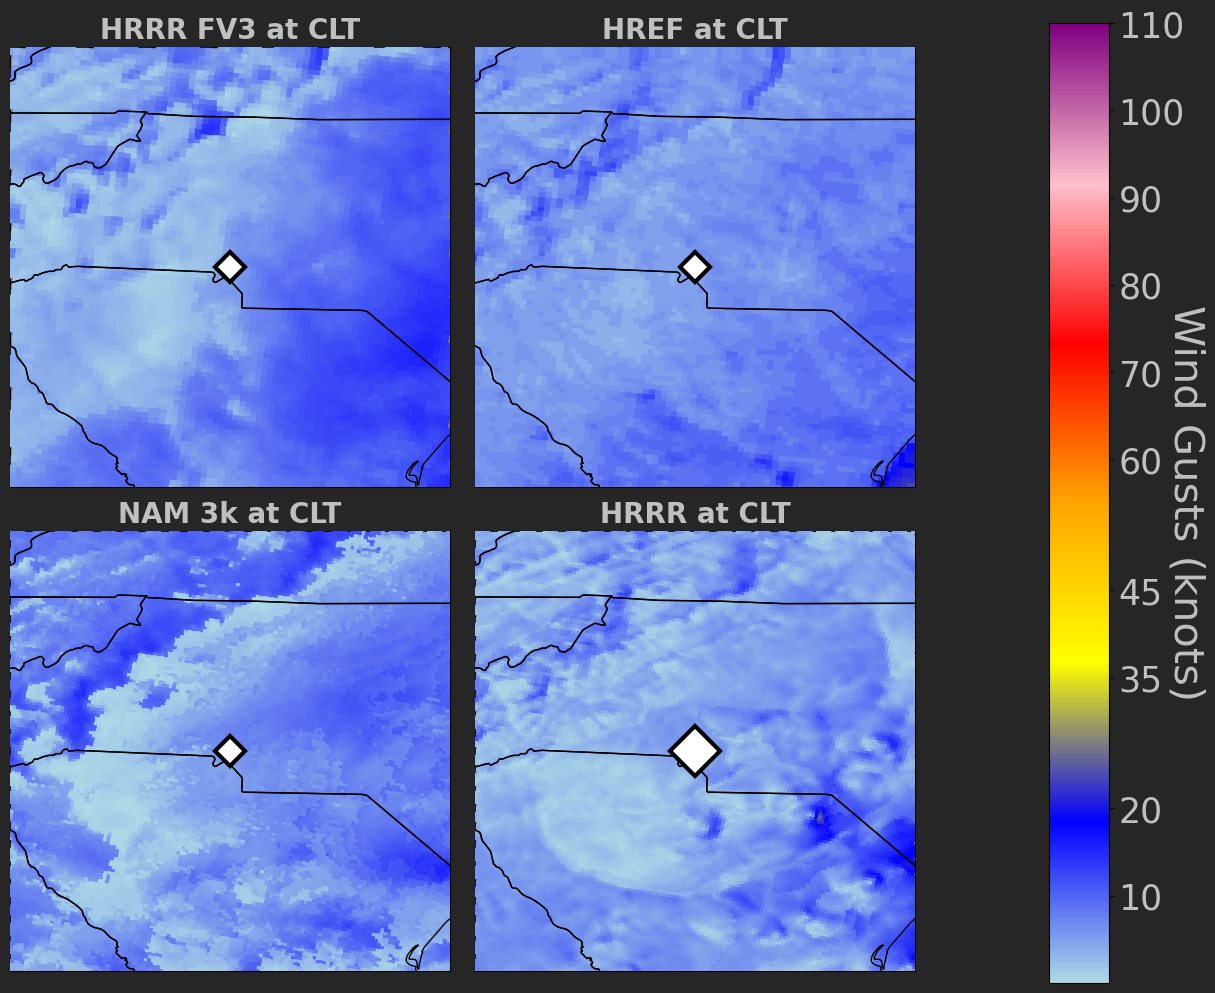 HRRR FV3 at CLT
HREF at CLT
NAM 3k at CLT
HRRR at CLT
110
100
90
80
70
60
45
35
20
10
Wind Gusts (knots)